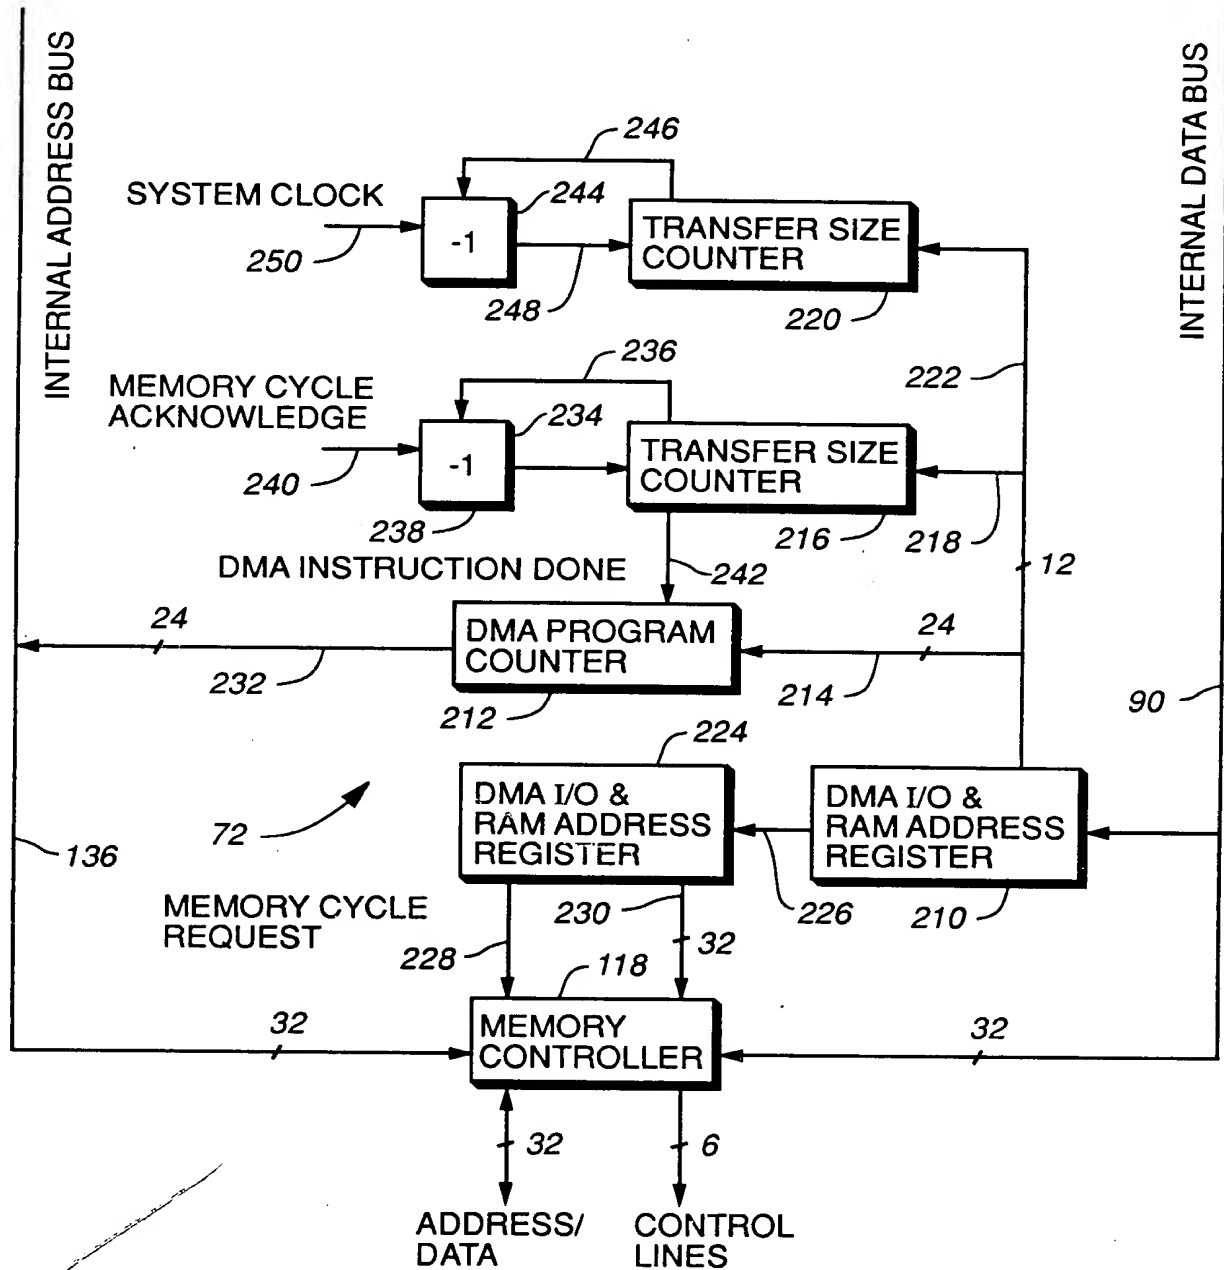 INTERNAL ADDRESS BUS
INTERNAL DATA BUS
246
SYSTEM CLOCK
244
-1
TRANSFER SIZE
COUNTER
250
248
220
236
222
MEMORY CYCLE
ACKNOWLEDGE
234
-1
TRANSFER SIZE
COUNTER
240
238
216
218
DMA INSTRUCTION DONE
242
12
24
DMA PROGRAM
COUNTER
24
232
212
214
90
224
DMA I/O &
RAM ADDRESS
REGISTER
DMA I/O &
RAM ADDRESS
REGISTER
72
136
226
210
MEMORY CYCLE
REQUEST
230
228
32
118
32
MEMORY
CONTROLLER
32
32
6
ADDRESS/
DATA
CONTROL
LINES